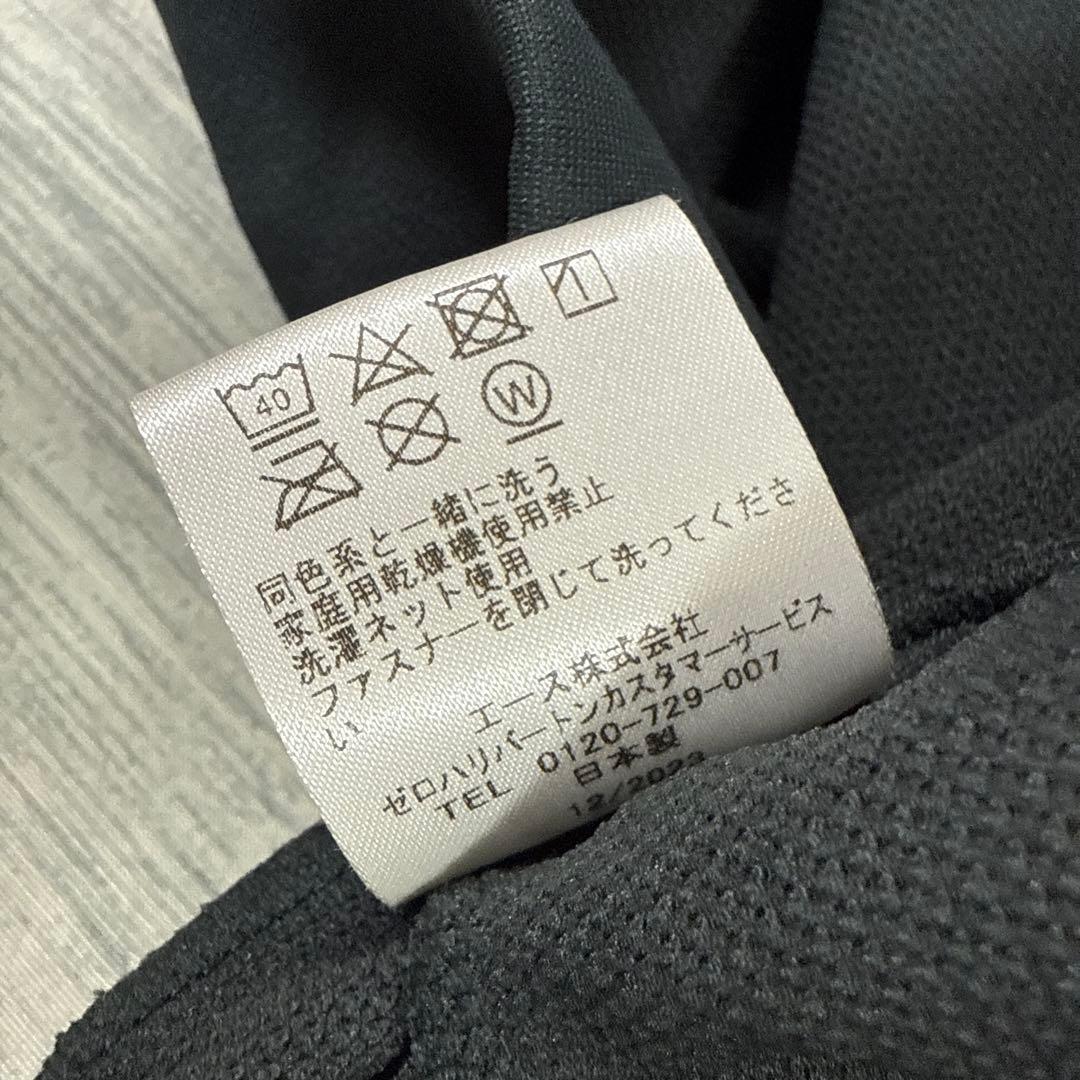 40
W
同色系と一緒に洗う
家庭用乾燥機使用禁止
洗濯ネット使用
ファスナーを閉じて洗ってくださ
い
エース株式会社
ゼロハリバートンカスタマーサービス
TEL 0120-729-007
日本製
12/2023